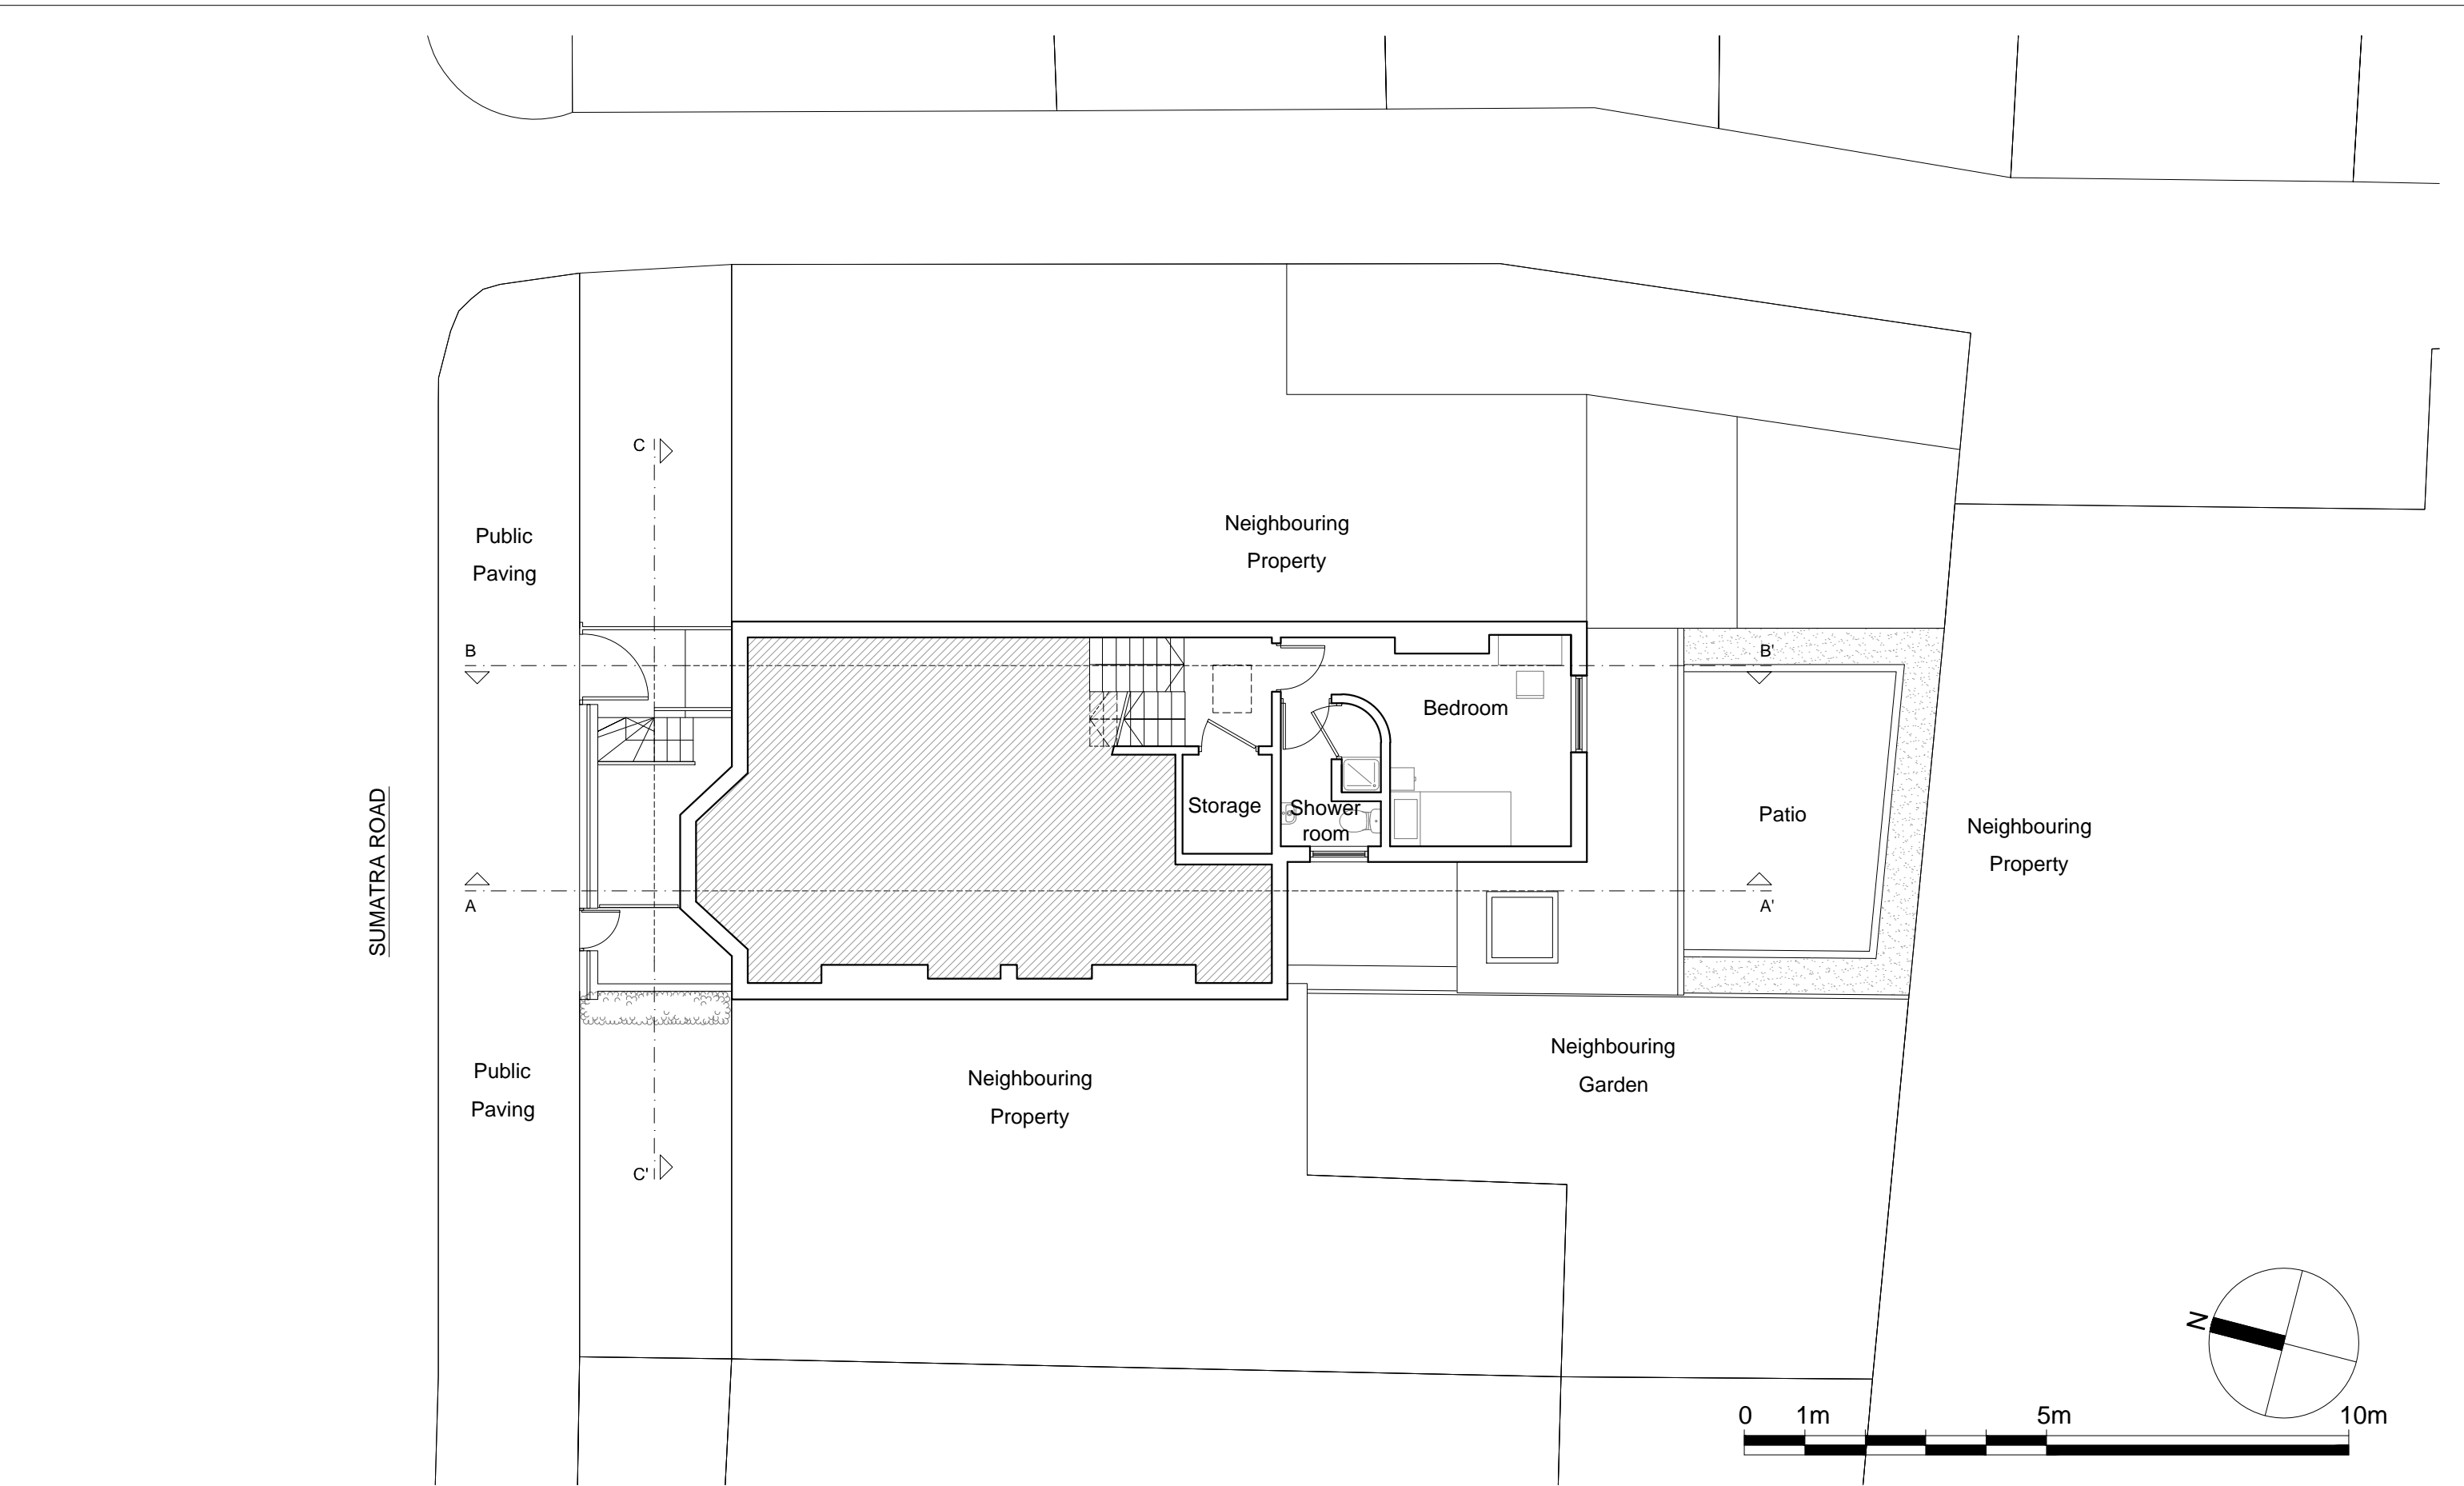 C
Public
Paving
Neighbouring
Property
B
B'
Bedroom
Storage
Shower
room
Patio
SUMATRA ROAD
Neighbouring
Property
A
A'
Public
Paving
Neighbouring
Property
Neighbouring
Garden
C'
N
0 1m 5m 10m